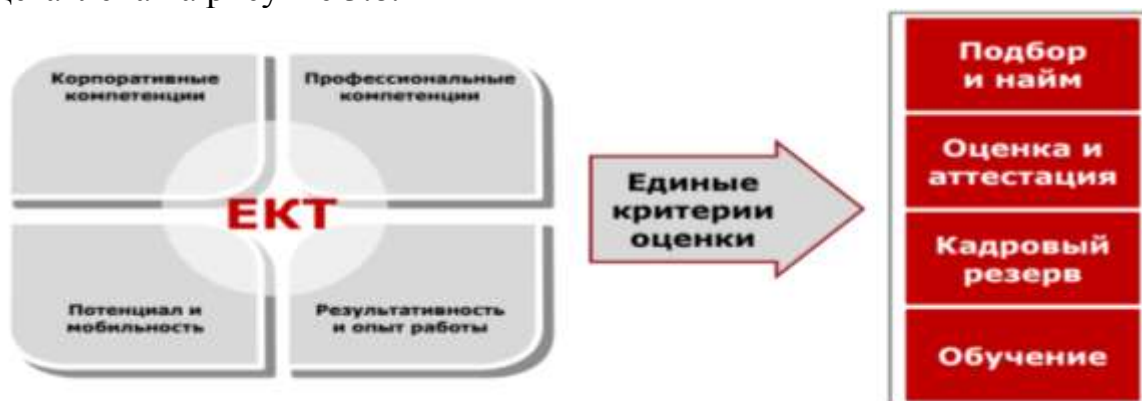 Корпоративные
компетенции
Профессиональные
компетенции
ЕКТ
Потенциал и
мобильность
Результативность
и опыт работы
Единые
критерии
оценки
Подбор
и найм
Оценка и
аттестация
Кадровый
резерв
Обучение